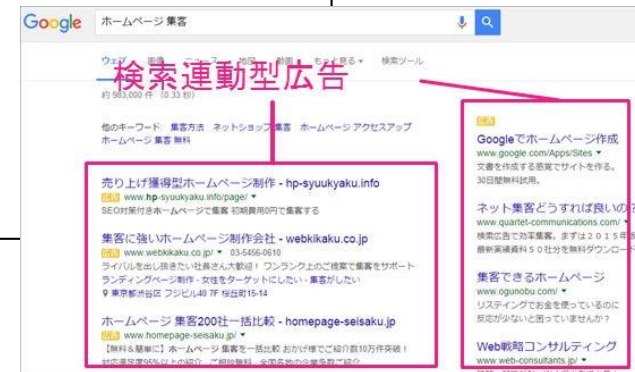 Google ホームページ 集客
ウェブ 画像 ニュース 地図 動画 もっと見る 検索ツール
検索連動型広告
約 983,000 件 (0.33 秒)
他のキーワード: 集客方法 ネットショップ 集客 ホームページ アクセスアップ
ホームページ 集客 無料
売り上げ獲得型ホームページ制作 - hp-syuukyaku.info
広告 www.hp-syuukyaku.info/page/
SEO対策付きホームページで集客 初期費用0円で集客する
集客に強いホームページ制作会社 - webkikaku.co.jp
広告 www.webkikaku.co.jp/ 03-5456-0610
ライバルを出し抜きたい社長さん大歓迎！ ワンランク上のご提案で集客をサポート
ランディングページ制作 - 女性をターゲットにしたい - 集客がしたい
東京都渋谷区 フジビル40 7F 桜丘町15-14
ホームページ 集客200社一括比較 - homepage-seisaku.jp
広告 www.homepage-seisaku.jp/
【無料&簡単に】ホームページ 集客を一括比較 おかげ様でご紹介数10万件突破！
対応満足度95%以上の紹介
広告
Googleでホームページ作成
www.google.com/Apps/Sites
文書を作成する感覚でサイトを作る。
30日間無料試用。
ネット集客どうすれば良いの?
www.quartet-communications.com/
検索広告で効率集客。まずは２０１５年
最新実績資料５０社分を無料ダウンロード
集客できるホームページ
www.ogunobu.com/
リスティングでお金を使っているのに
反応が少ないと困っていませんか？
Web戦略コンサルティング
www.web-consultants.jp/